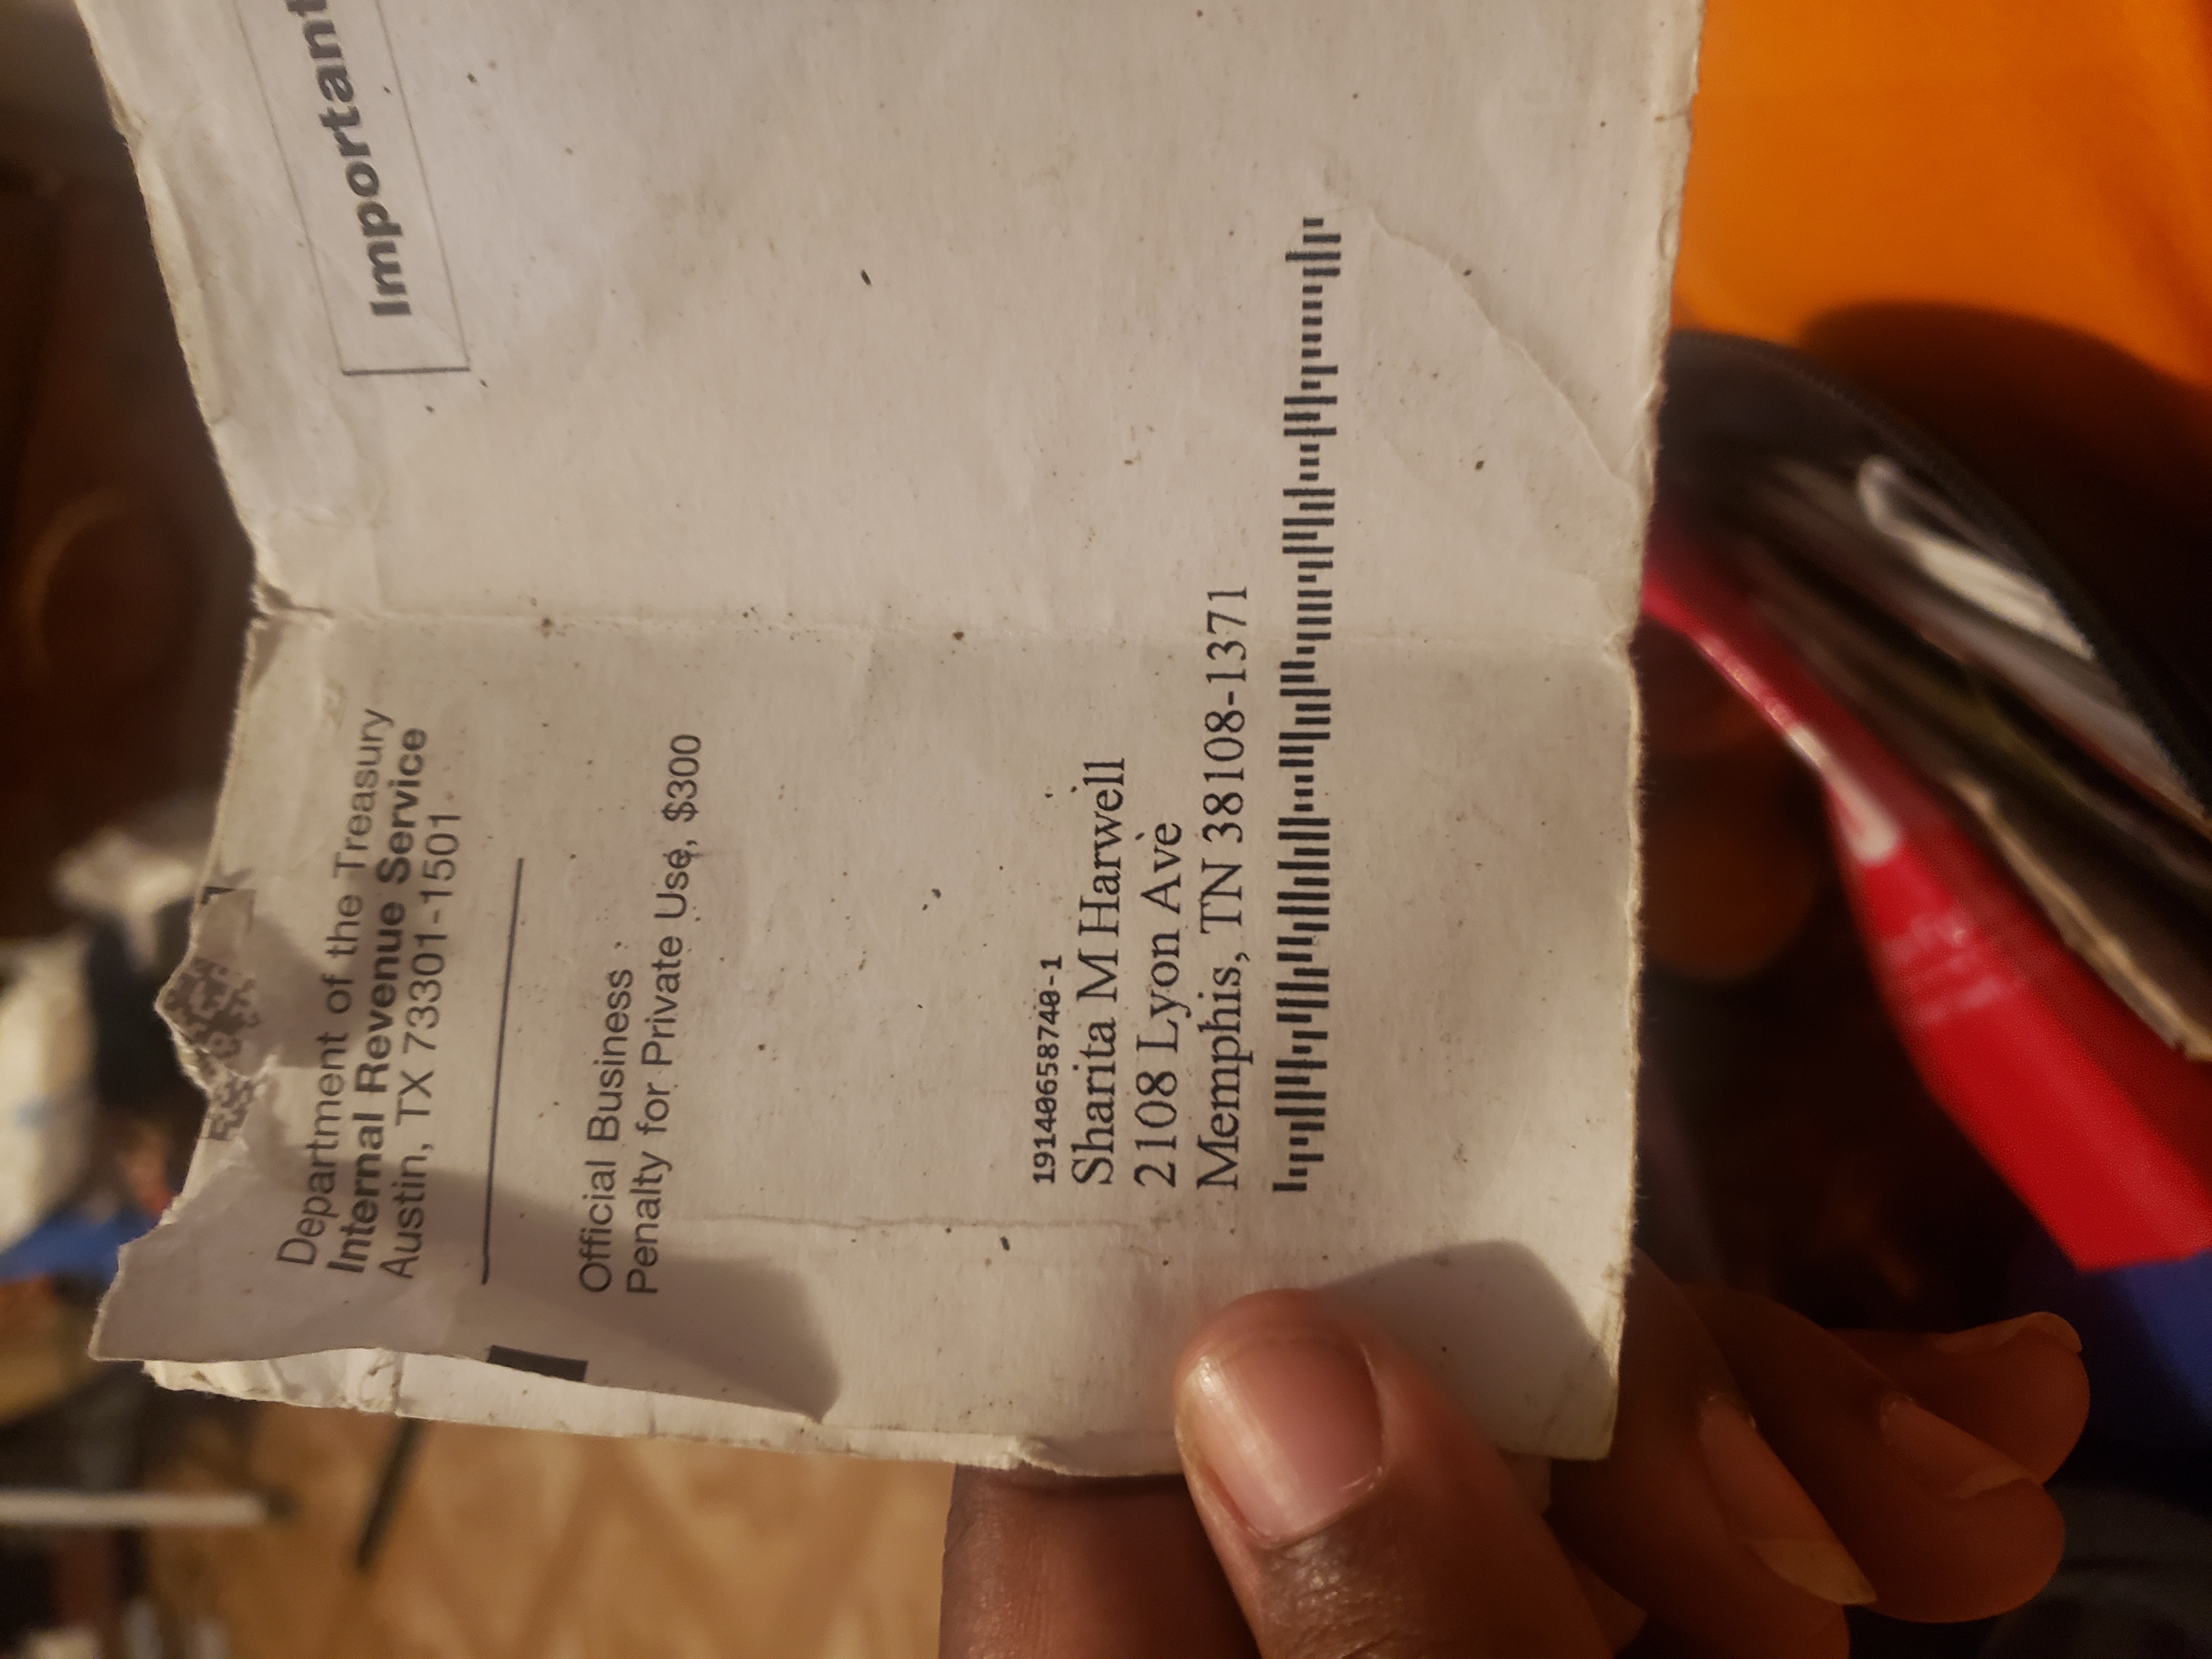 Department of the Treasury
Internal Revenue Service
Austin, TX 73301-1501
Official Business
Penalty for Private Use, $300
Important
191440658740-1
Sharita M Harwell
2108 Lyon Ave
Memphis, TN 38108-1371